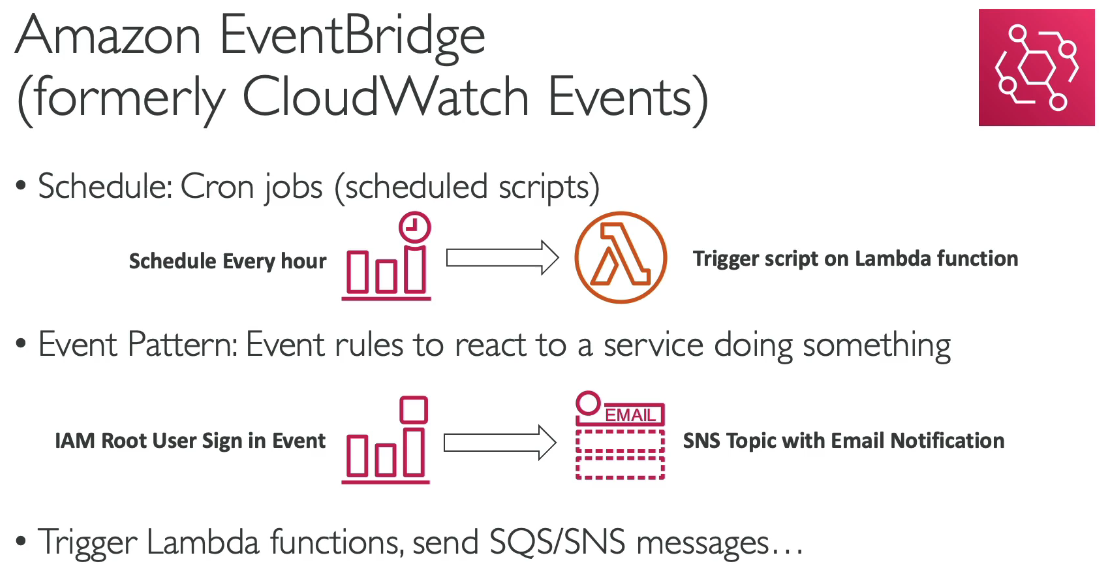 Amazon EventBridge
(formerly CloudWatch Events)
• Schedule: Cron jobs (scheduled scripts)
Schedule Every hour
Trigger script on Lambda function
• Event Pattern: Event rules to react to a service doing something
IAM Root User Sign in Event
EMAIL
SNS Topic with Email Notification
• Trigger Lambda functions, send SQS/SNS messages…